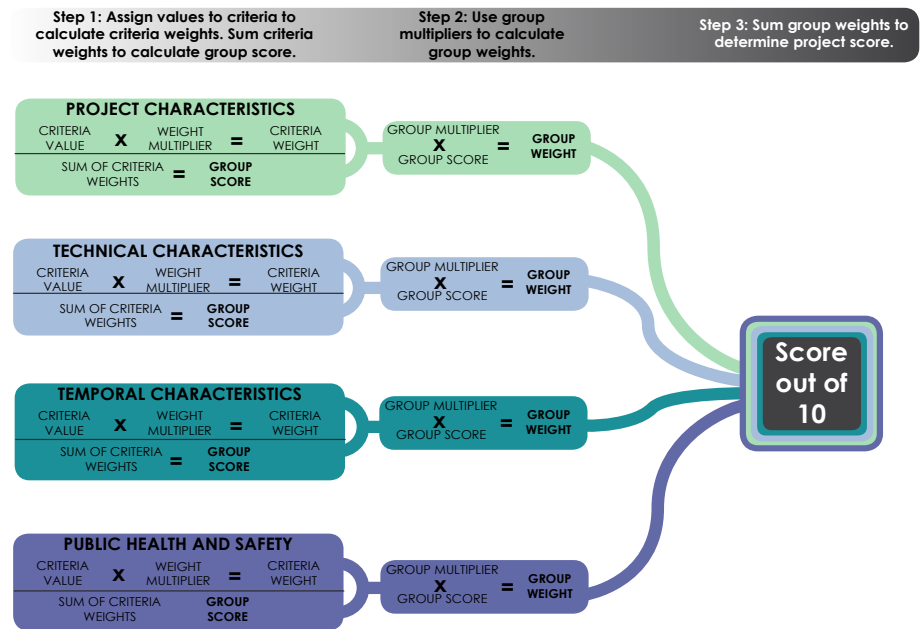 Step 1: Assign values to criteria to
calculate criteria weights. Sum criteria
weights to calculate group score.
Step 2: Use group
multipliers to calculate
group weights.
Step 3: Sum group weights to
determine project score.
PROJECT CHARACTERISTICS
CRITERIA VALUE X WEIGHT MULTIPLIER = CRITERIA WEIGHT
SUM OF CRITERIA WEIGHTS = GROUP SCORE
GROUP MULTIPLIER
X = GROUP WEIGHT
GROUP SCORE
TECHNICAL CHARACTERISTICS
CRITERIA VALUE X WEIGHT MULTIPLIER = CRITERIA WEIGHT
SUM OF CRITERIA WEIGHTS = GROUP SCORE
GROUP MULTIPLIER
X = GROUP WEIGHT
GROUP SCORE
TEMPORAL CHARACTERISTICS
CRITERIA VALUE X WEIGHT MULTIPLIER = CRITERIA WEIGHT
SUM OF CRITERIA WEIGHTS = GROUP SCORE
GROUP MULTIPLIER
X = GROUP WEIGHT
GROUP SCORE
PUBLIC HEALTH AND SAFETY
CRITERIA VALUE X WEIGHT MULTIPLIER = CRITERIA WEIGHT
SUM OF CRITERIA WEIGHTS GROUP SCORE
GROUP MULTIPLIER
X = GROUP WEIGHT
GROUP SCORE
Score
out of
10